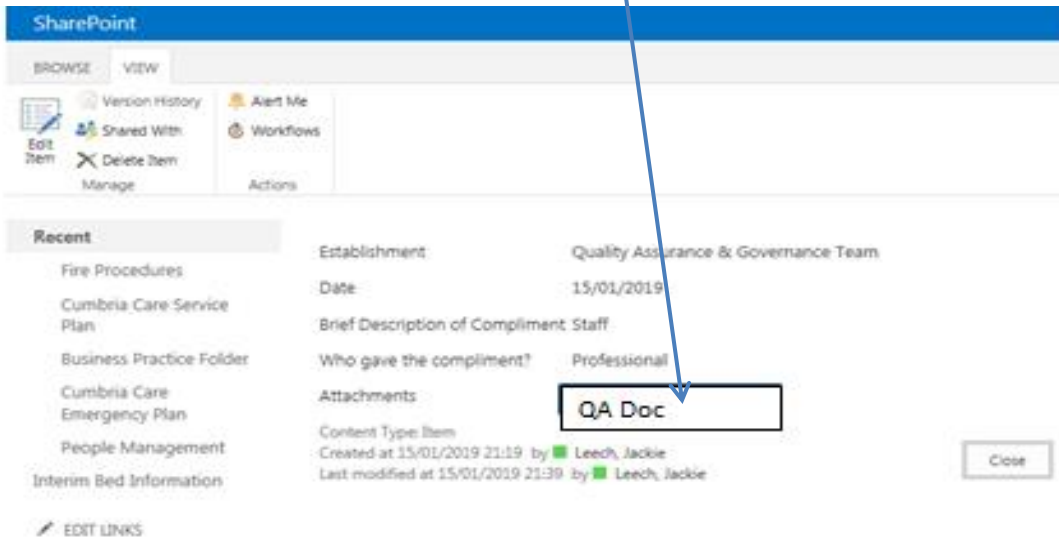 SharePoint
BROWSE VIEW
Version History
Shared With
Delete Item
Edit
Item
Manage
Alert Me
Workflows
Actions
Recent
Fire Procedures
Cumbria Care Service
Plan
Business Practice Folder
Cumbria Care
Emergency Plan
People Management
Interim Bed Information
EDIT LINKS
Establishment Quality Assurance & Governance Team
Date 15/01/2019
Brief Description of Compliment Staff
Who gave the compliment? Professional
Attachments QA Doc
Content Type: Item
Created at 15/01/2019 21:19 by Leech, Jackie
Last modified at 15/01/2019 21:39 by Leech, Jackie
Close